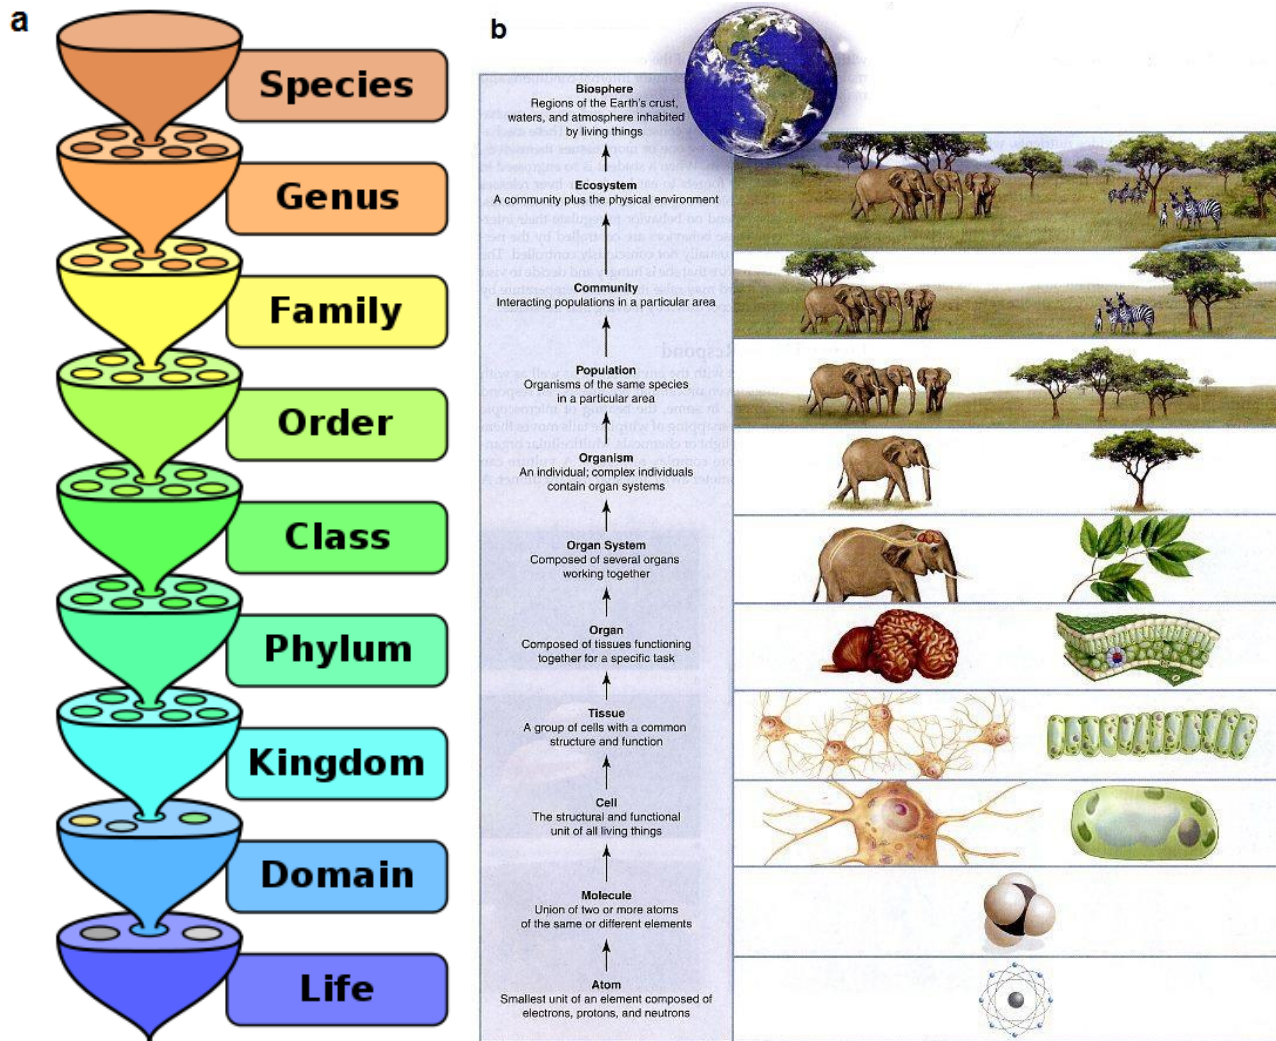 a
Species
Genus
Family
Order
Class
Phylum
Kingdom
Domain
Life
b
Biosphere
Regions of the Earth's crust,
waters, and atmosphere inhabited
by living things
Ecosystem
A community plus the physical environment
Community
Interacting populations in a particular area
Population
Organisms of the same species
in a particular area
Organism
An individual; complex individuals
contain organ systems
Organ System
Composed of several organs
working together
Organ
Composed of tissues functioning
together for a specific task
Tissue
A group of cells with a common
structure and function
Cell
The structural and functional
unit of all living things
Molecule
Union of two or more atoms
of the same or different elements
Atom
Smallest unit of an element composed of
electrons, protons, and neutrons